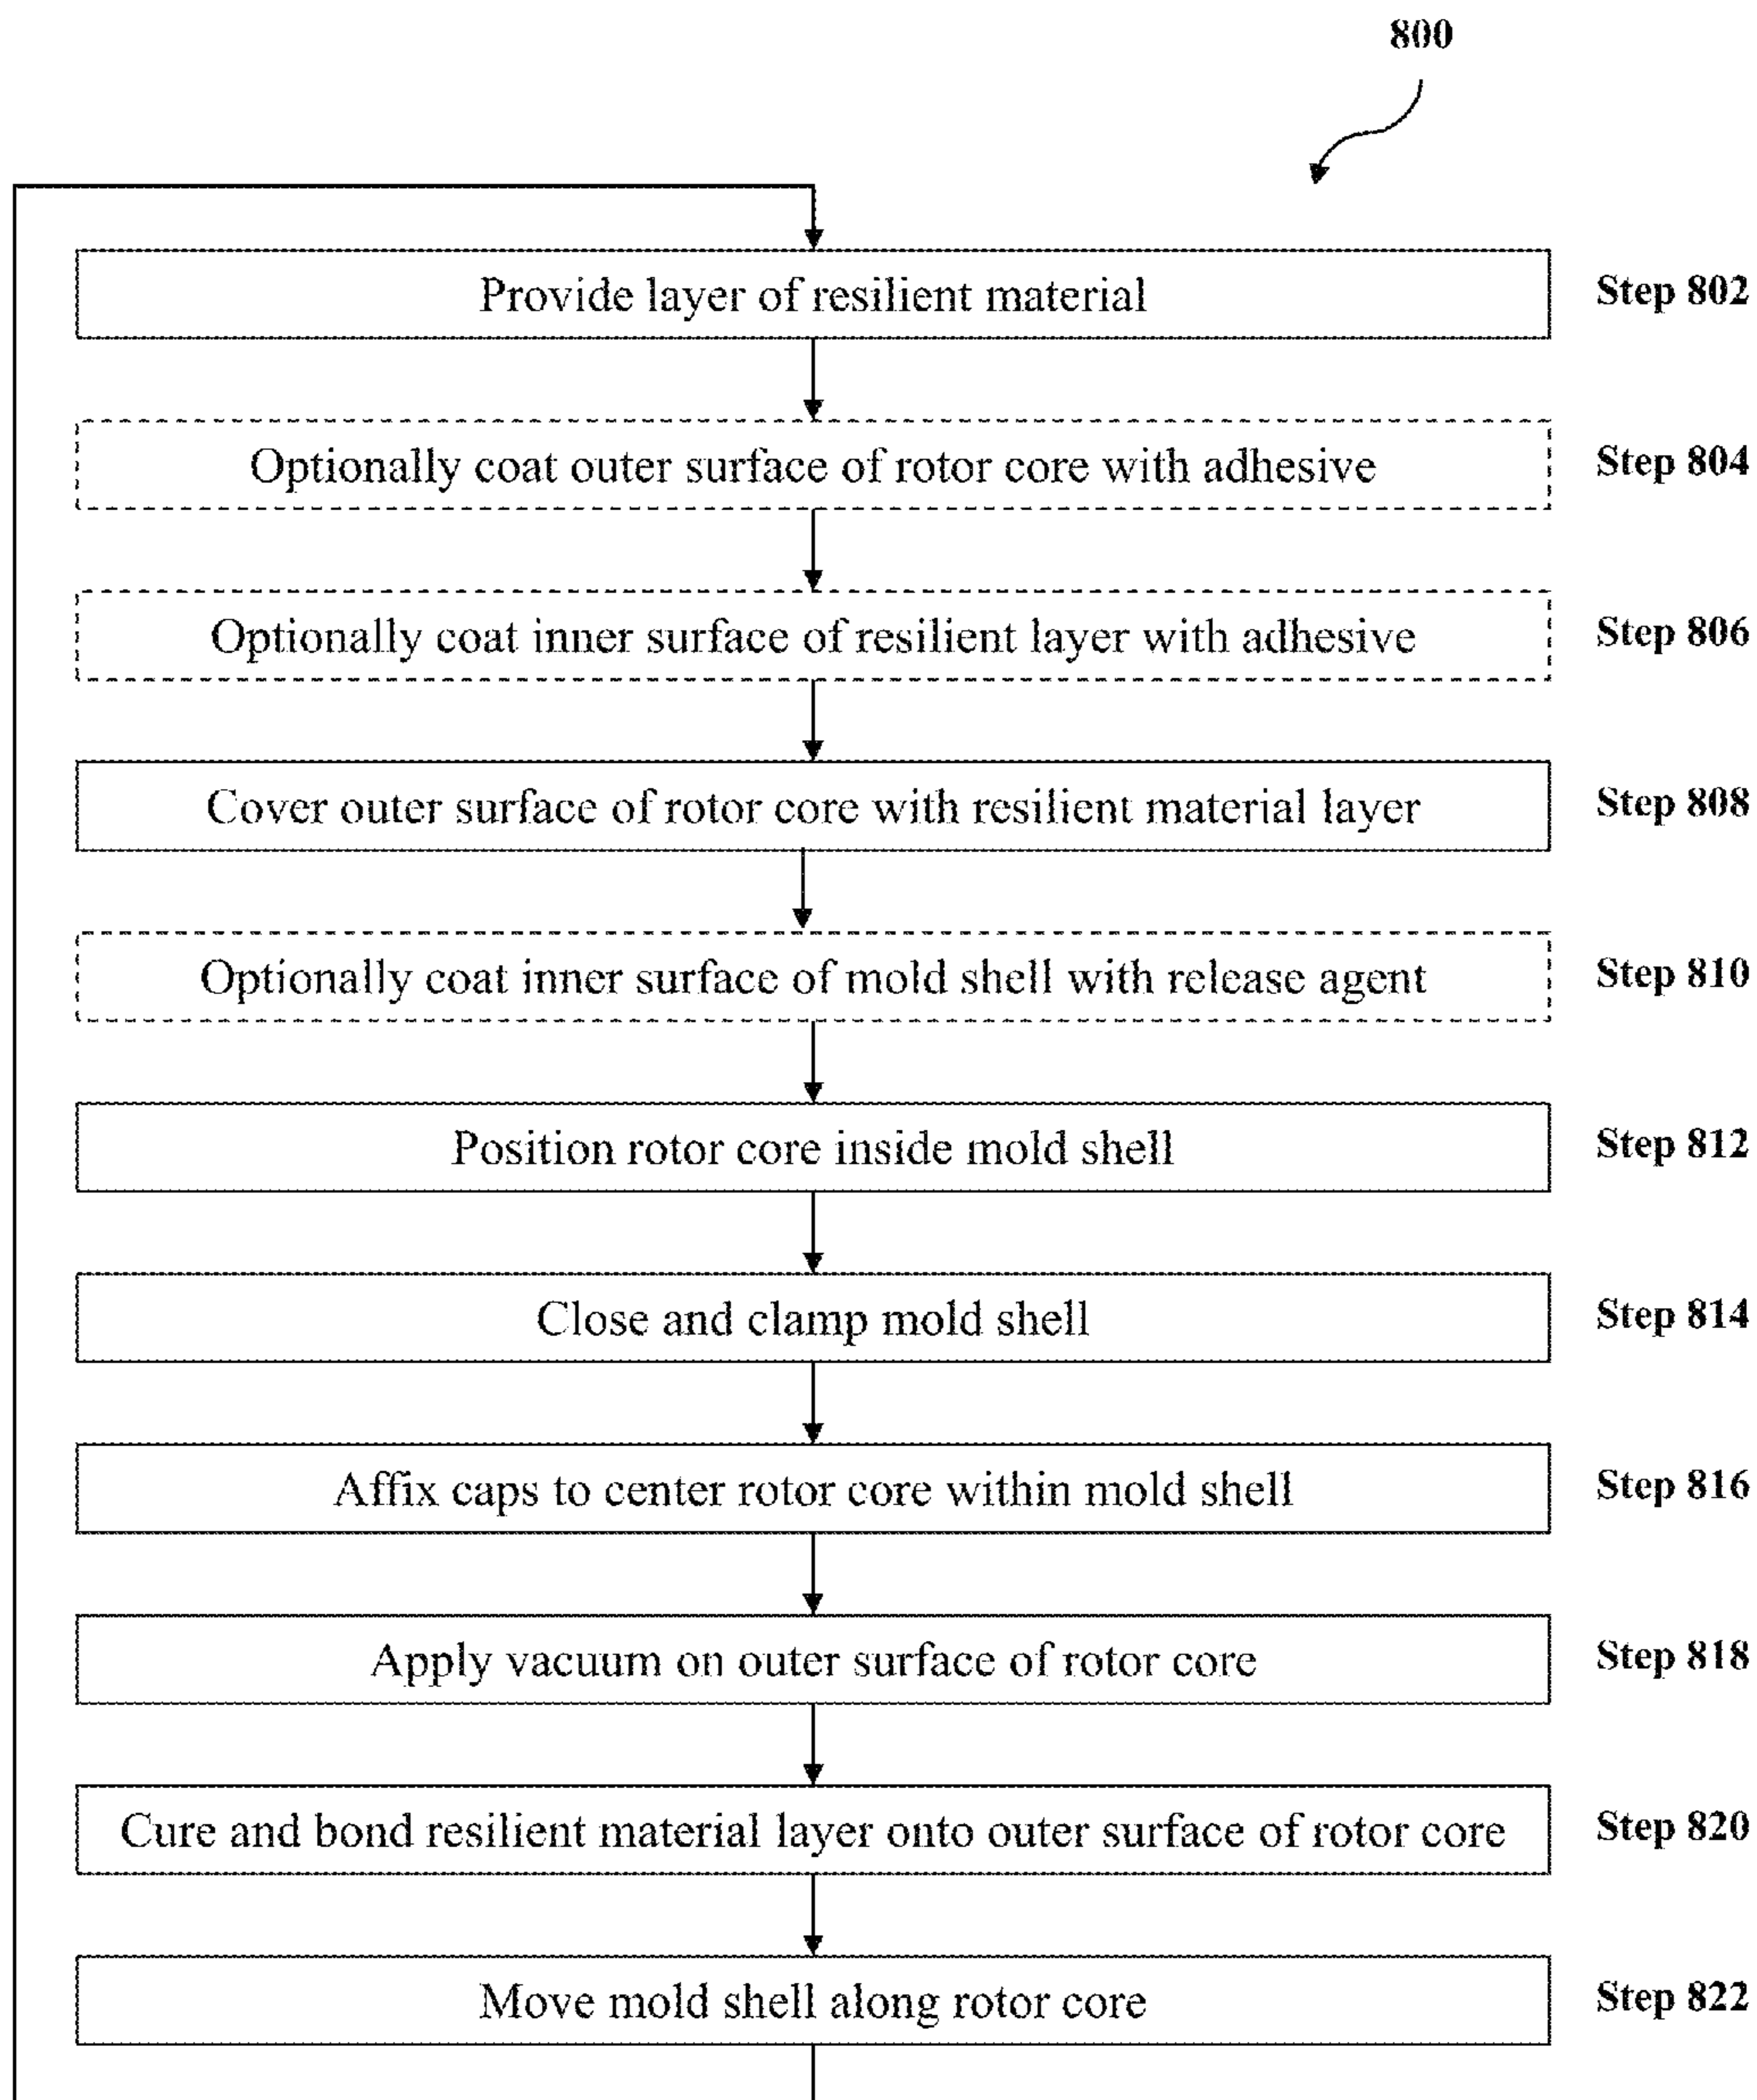 800
Provide layer of resilient material Step 802
Optionally coat outer surface of rotor core with adhesive Step 804
Optionally coat inner surface of resilient layer with adhesive Step 806
Cover outer surface of rotor core with resilient material layer Step 808
Optionally coat inner surface of mold shell with release agent Step 810
Position rotor core inside mold shell Step 812
Close and clamp mold shell Step 814
Affix caps to center rotor core within mold shell Step 816
Apply vacuum on outer surface of rotor core Step 818
Cure and bond resilient material layer onto outer surface of rotor core Step 820
Move mold shell along rotor core Step 822